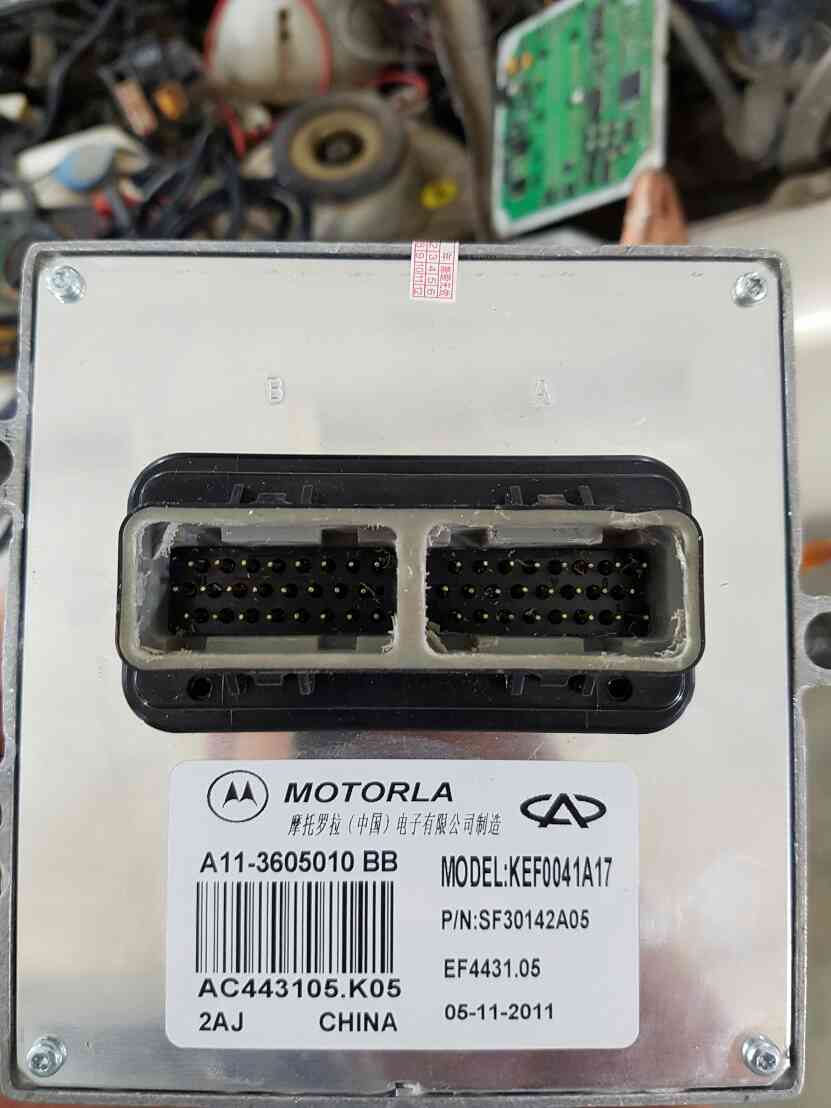 B
A
MOTORLA
摩托罗拉（中国）电子有限公司制造
A11-3605010 BB
MODEL:KEF0041A17
P/N:SF30142A05
AC443105.K05
EF4431.05
2AJ CHINA
05-11-2011